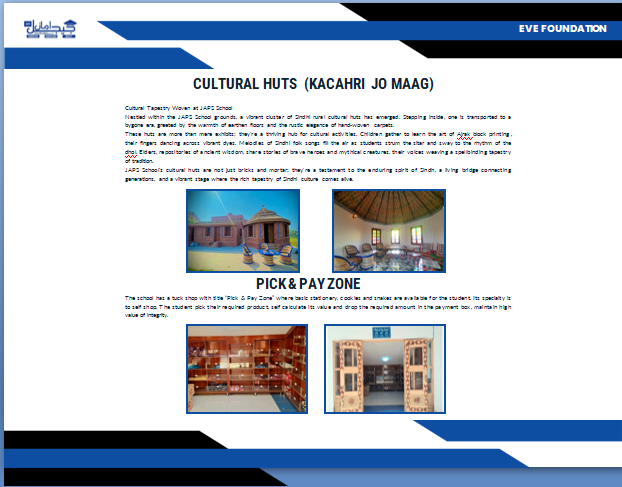 EVE FOUNDATION
CULTURAL HUTS (KACAHRI JO MAAG)
Cultural Tapestry Woven at JAPS School
Nestled within the JAPS School grounds, a vibrant cluster of Sindhi rural cultural huts has emerged. Stepping inside, one is transported to a
bygone era, greeted by the warmth of earthen floors and the rustic elegance of hand-woven carpets.
These huts are more than mere exhibits; they're a thriving hub for cultural activities. Children gather to learn the art of Ajrak block printing,
their fingers dancing across vibrant dyes. Melodies of Sindhi folk songs fill the air as students strum the sitar and sway to the rhythm of the
dhol. Elders, repositories of ancient wisdom, share stories of brave heroes and mythical creatures, their voices weaving a spellbinding tapestry
of tradition.
JAPS School's cultural huts are not just bricks and mortar; they're a testament to the enduring spirit of Sindh, a living bridge connecting
generations, and a vibrant stage where the rich tapestry of Sindhi culture comes alive.
PICK & PAY ZONE
The school has a tuck shop with title "Pick & Pay Zone" where basic stationery, cookies and snakes are available for the student. Its specialty is
to self shop. The student pick their required product, self calculate its value and drop the required amount in the payment box, maintain high
value of integrity.